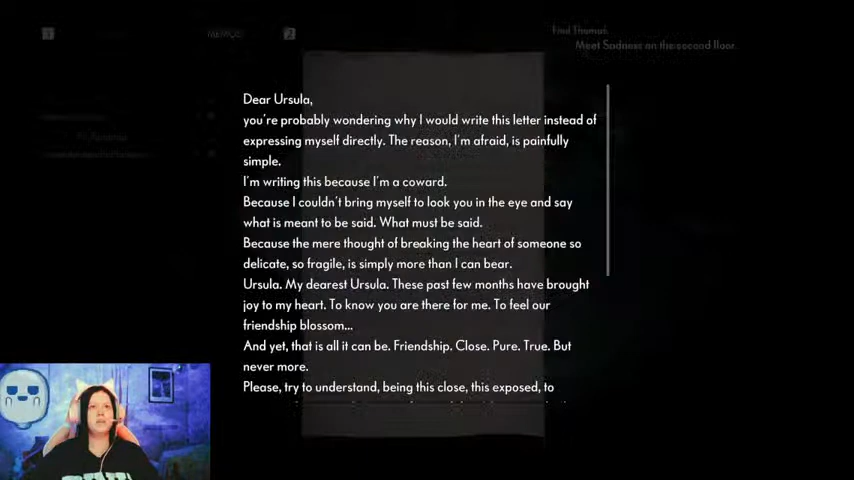 1
MEMOS
2
Find Thomas.
Meet Sadness on the second floor.
Dear Ursula,
you're probably wondering why I would write this letter instead of
expressing myself directly. The reason, I'm afraid, is painfully
simple.
I'm writing this because I'm a coward.
Because I couldn't bring myself to look you in the eye and say
what is meant to be said. What must be said.
Because the mere thought of breaking the heart of someone so
delicate, so fragile, is simply more than I can bear.
Ursula. My dearest Ursula. These past few months have brought
joy to my heart. To know you are there for me. To feel our
friendship blossom...
And yet, that is all it can be. Friendship. Close. Pure. True. But
never more.
Please, try to understand, being this close, this exposed, to